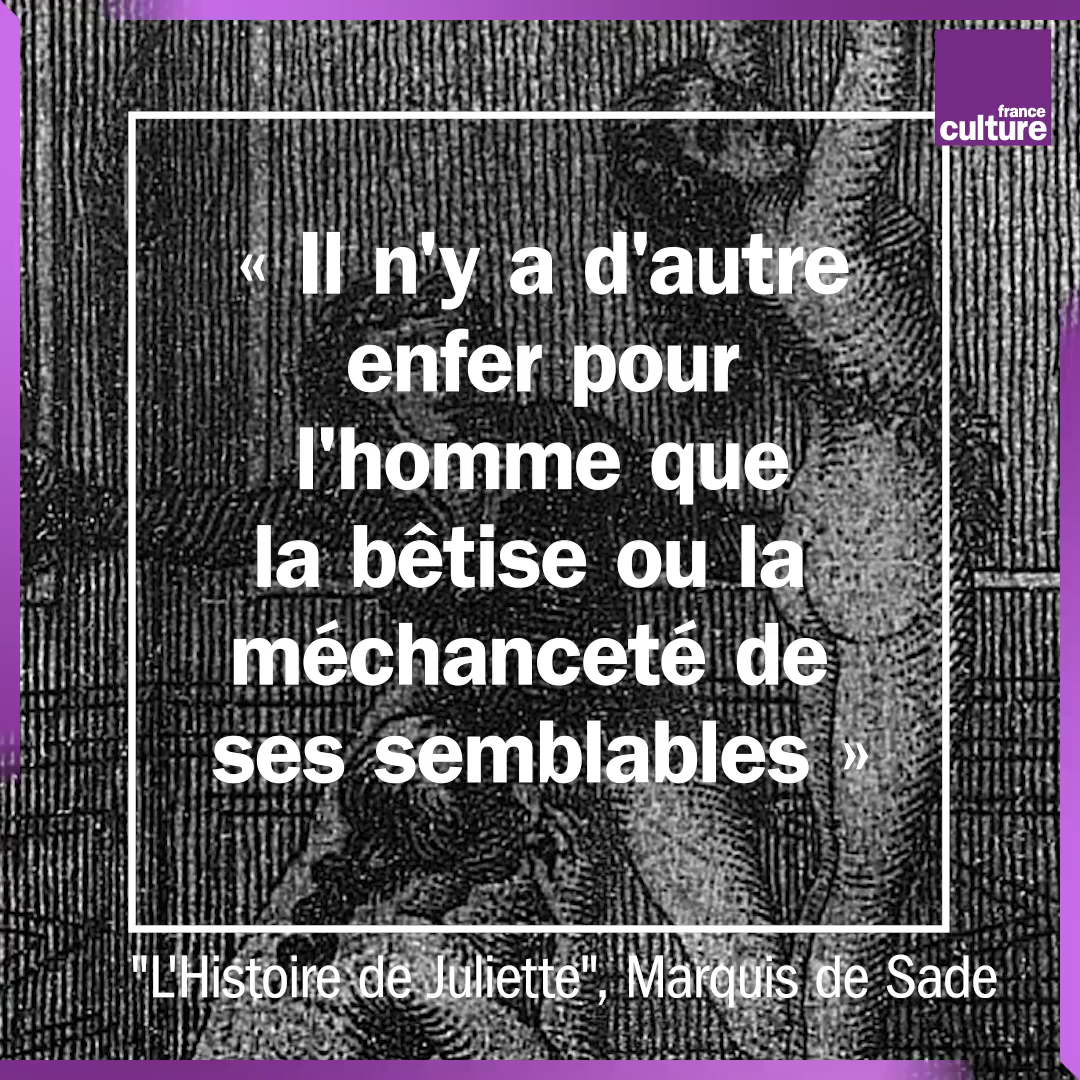 france
culture
« Il n'y a d'autre
enfer pour
l'homme que
la bêtise ou la
méchanceté de
ses semblables »
"L'Histoire de Juliette", Marquis de Sade